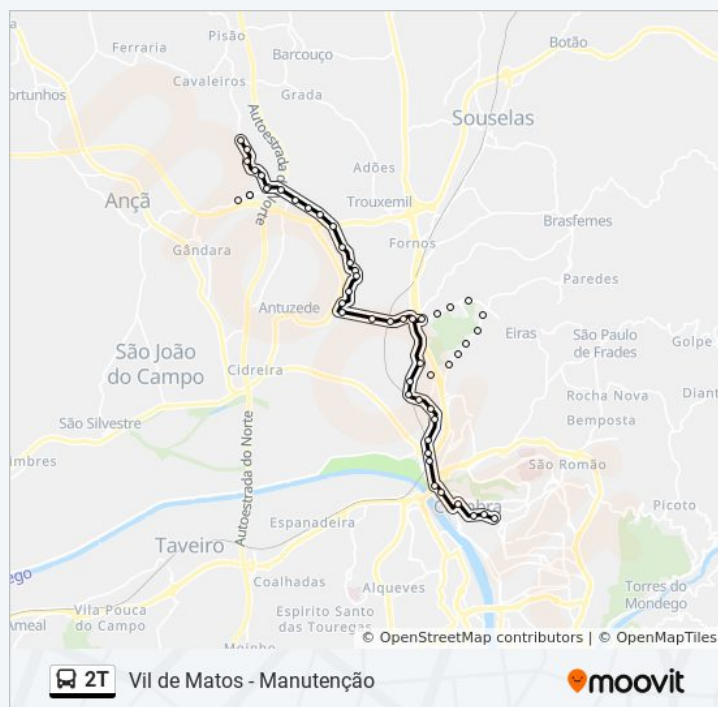 Pisão
Ferraria
Barcouço
Botão
Cavaleiros
ortunhos
Grada
Souselas
Autoestrada do
Norte
Adões
Ançã
Trouxemil
Brasfemes
Fornos
Gândara
Paredes
Antuzede
Eiras
São Paulo
de Frades
Golpe
São João
do Campo
Cidreira
Rocha Nova
Diant
Bemposta
São Silvestre
imbres
São Romão
Autoestrada do Norte
Coimbra
Picoto
Espanadeira
Taveiro
Coalhadas
Alqueves
ego
Torres do
Mondego
Vila Pouca
do Campo
Espírito Santo
das Touregas
Ameal
Moinho
© OpenStreetMap contributors | © OpenMapTiles
2T Vil de Matos - Manutenção moovit